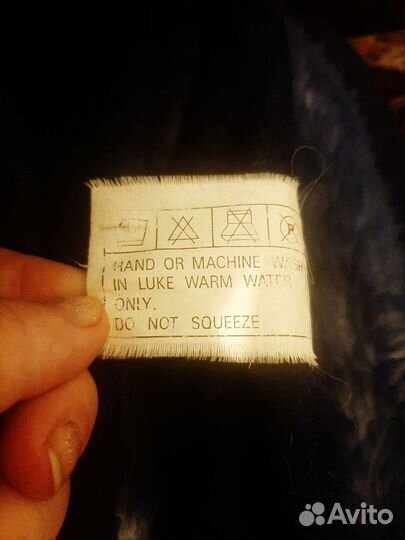 P
HAND OR MACHINE WASH
IN LUKE WARM WATER
ONLY.
DO NOT SQUEEZE
Avito